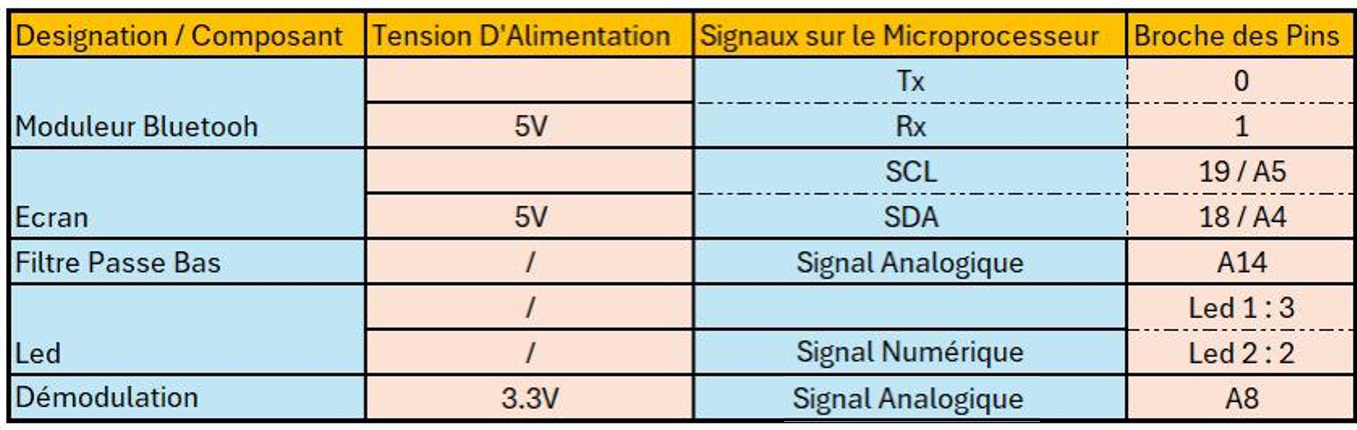 Designation / Composant Tension D'Alimentation Signaux sur le Microprocesseur Broche des Pins
Tx 0
Moduleur Bluetooh 5V Rx 1
SCL 19 / A5
Ecran 5V SDA 18 / A4
Filtre Passe Bas / Signal Analogique A14
/ Led 1 : 3
Led / Signal Numérique Led 2 : 2
Démodulation 3.3V Signal Analogique A8